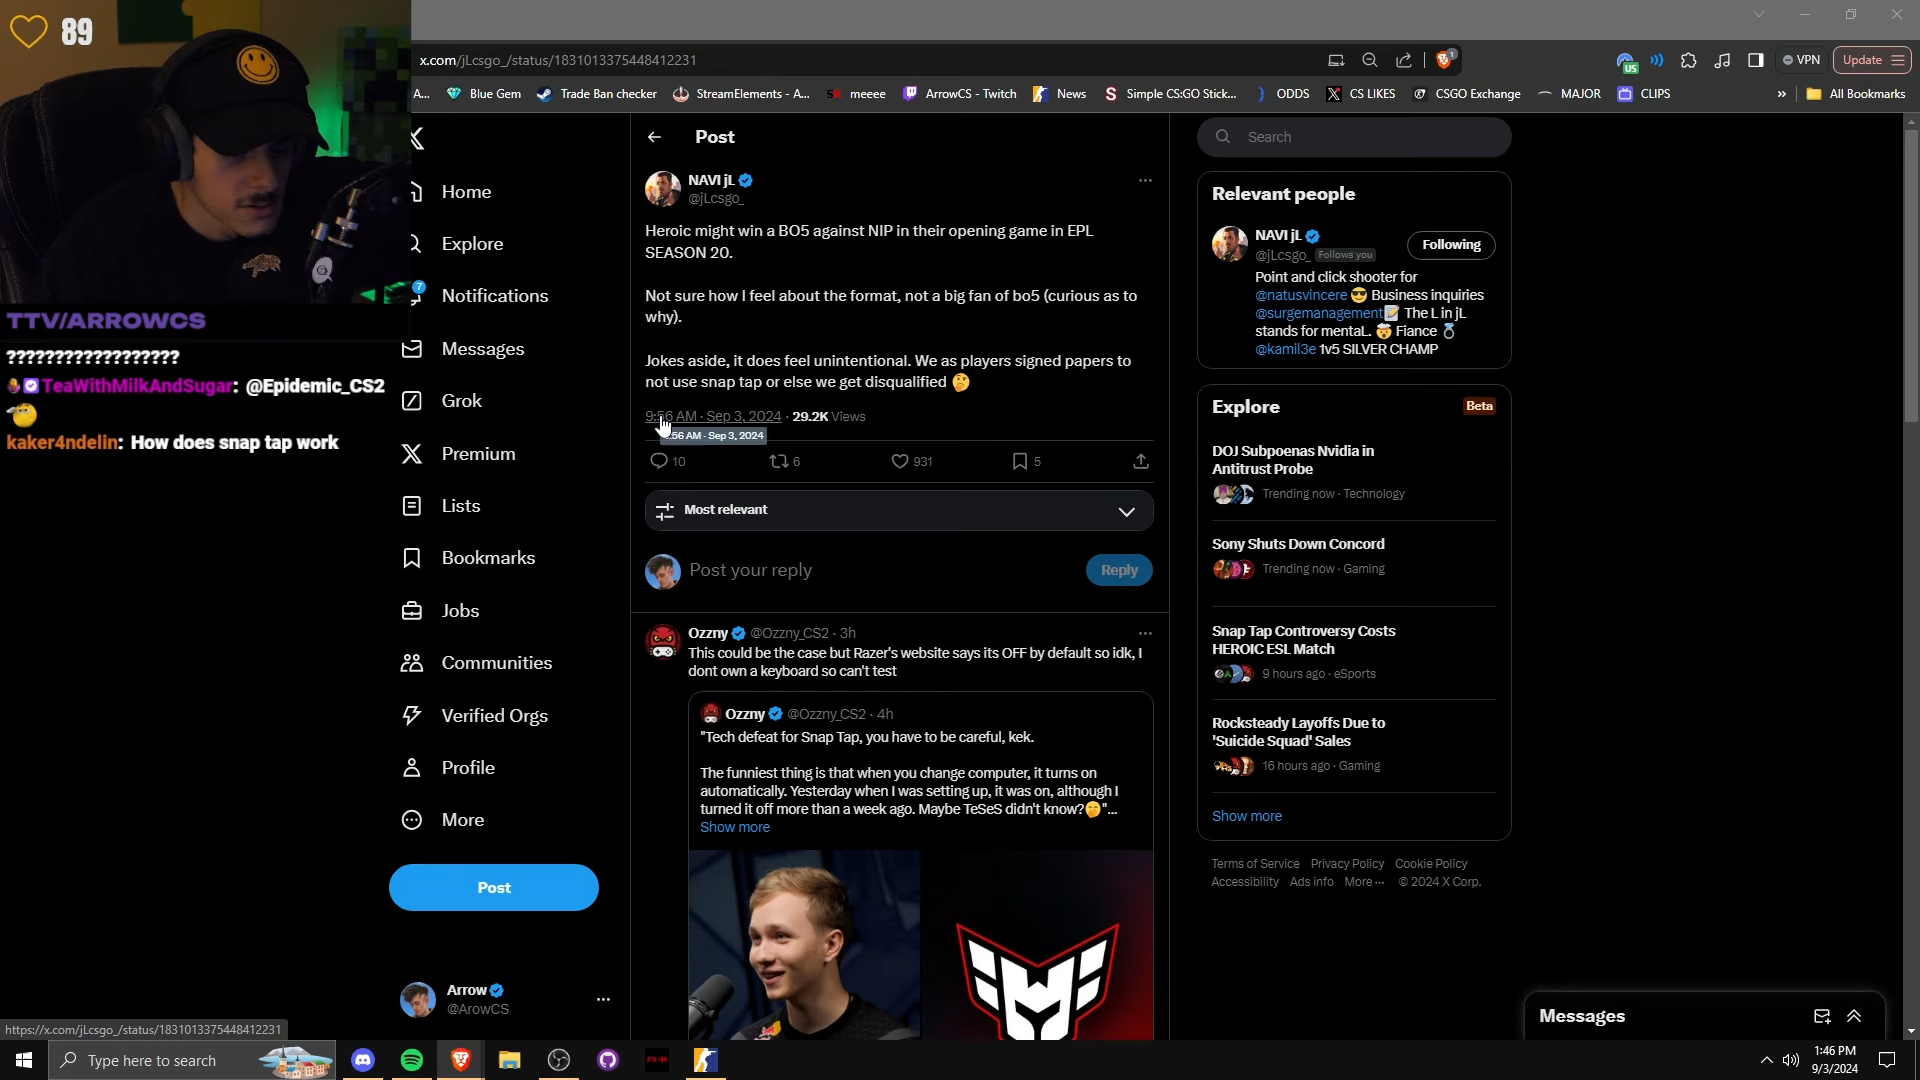 89
x.com/jLcsgo_/status/1831013375448412231
1
US
VPN
Update
A...
Blue Gem
Trade Ban checker
StreamElements - A...
meeee
ArrowCS - Twitch
News
Simple CS:GO Stick...
ODDS
CS LIKES
CSGO Exchange
MAJOR
CLIPS
»
All Bookmarks
TTV/ARROWCS
??????????????????
TeaWithMilkAndSugar: @Epidemic_CS2
kaker4ndelin: How does snap tap work
Home
Explore
7
Notifications
Messages
Grok
Premium
Lists
Bookmarks
Jobs
Communities
Verified Orgs
Profile
More
Post
Arrow
@ArowCS
https://x.com/jLcsgo_/status/1831013375448412231
Post
NAVI jL
@jLcsgo_
Heroic might win a BO5 against NIP in their opening game in EPL
SEASON 20.
Not sure how I feel about the format, not a big fan of bo5 (curious as to
why).
Jokes aside, it does feel unintentional. We as players signed papers to
not use snap tap or else we get disqualified 🤔
9:56 AM · Sep 3, 2024 · 29.2K Views
:56 AM · Sep 3, 2024
10
6
931
5
Most relevant
Post your reply
Reply
Ozzny @Ozzny_CS2 · 3h
This could be the case but Razer's website says its OFF by default so idk, I
dont own a keyboard so can't test
Ozzny @Ozzny_CS2 · 4h
"Tech defeat for Snap Tap, you have to be careful, kek.
The funniest thing is that when you change computer, it turns on
automatically. Yesterday when I was setting up, it was on, although I
turned it off more than a week ago. Maybe TeSeS didn't know?🤭"...
Show more
Search
Relevant people
NAVI jL
@jLcsgo_ Follows you
Following
Point and click shooter for
@natusvincere 😎 Business inquiries
@surgemanagement📝 The L in jL
stands for mentaL. 🤯 Fiance 💍
@kamil3e 1v5 SILVER CHAMP
Explore
Beta
DOJ Subpoenas Nvidia in
Antitrust Probe
Trending now · Technology
Sony Shuts Down Concord
Trending now · Gaming
Snap Tap Controversy Costs
HEROIC ESL Match
9 hours ago · eSports
Rocksteady Layoffs Due to
'Suicide Squad' Sales
16 hours ago · Gaming
Show more
Terms of Service Privacy Policy Cookie Policy
Accessibility Ads info More ··· © 2024 X Corp.
Messages
Type here to search
1:46 PM
9/3/2024